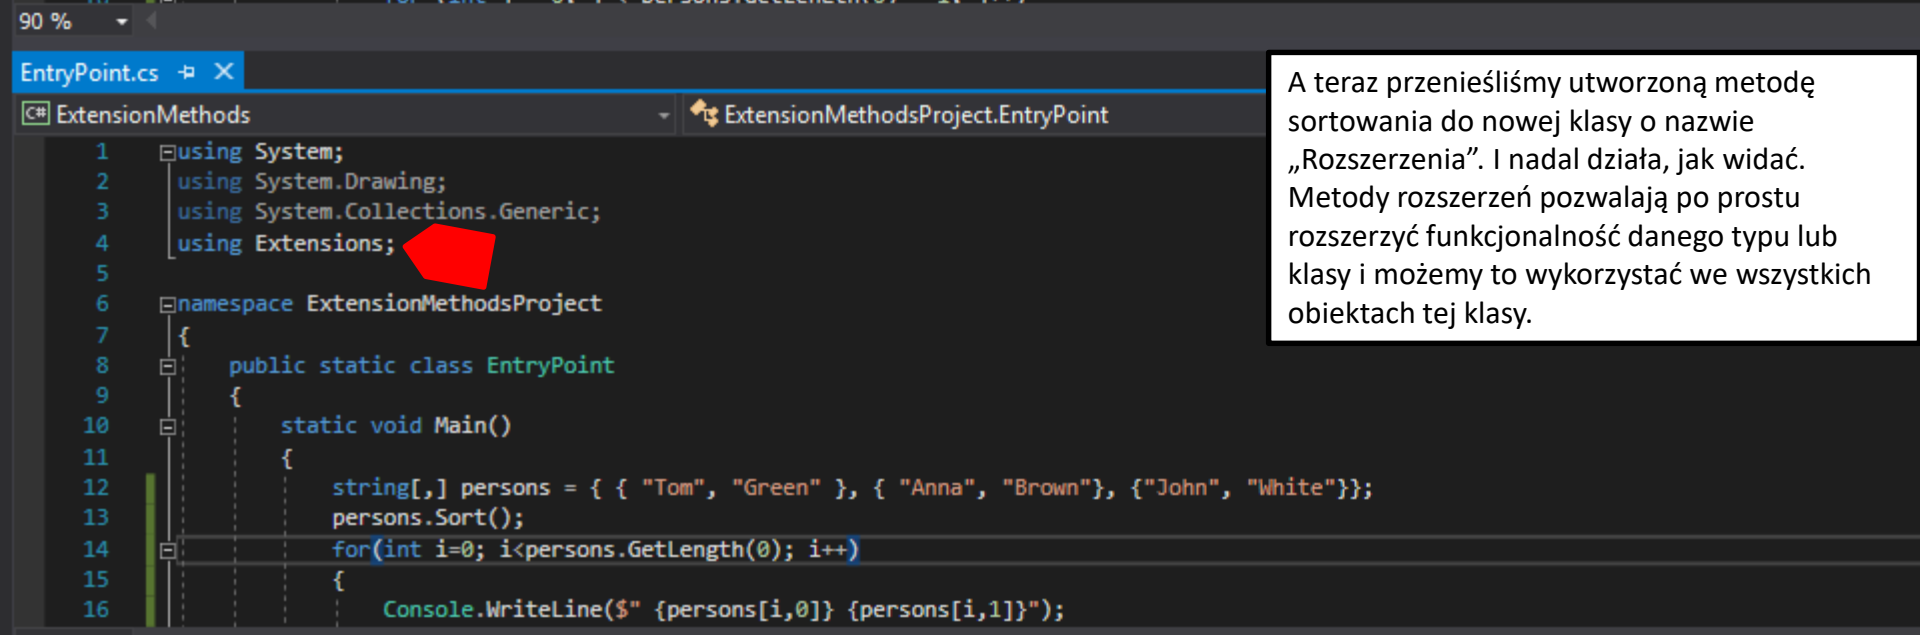 90 %
EntryPoint.cs
C# ExtensionMethods
ExtensionMethodsProject.EntryPoint
A teraz przenieśliśmy utworzoną metodę
sortowania do nowej klasy o nazwie
„Rozszerzenia”. I nadal działa, jak widać.
Metody rozszerzeń pozwalają po prostu
rozszerzyć funkcjonalność danego typu lub
klasy i możemy to wykorzystać we wszystkich
obiektach tej klasy.
1 using System;
2 using System.Drawing;
3 using System.Collections.Generic;
4 using Extensions;
5
6 namespace ExtensionMethodsProject
7 {
8 public static class EntryPoint
9 {
10 static void Main()
11 {
12 string[,] persons = { { "Tom", "Green" }, { "Anna", "Brown"}, {"John", "White"}};
13 persons.Sort();
14 for(int i=0; i<persons.GetLength(0); i++)
15 {
16 Console.WriteLine($" {persons[i,0]} {persons[i,1]}");